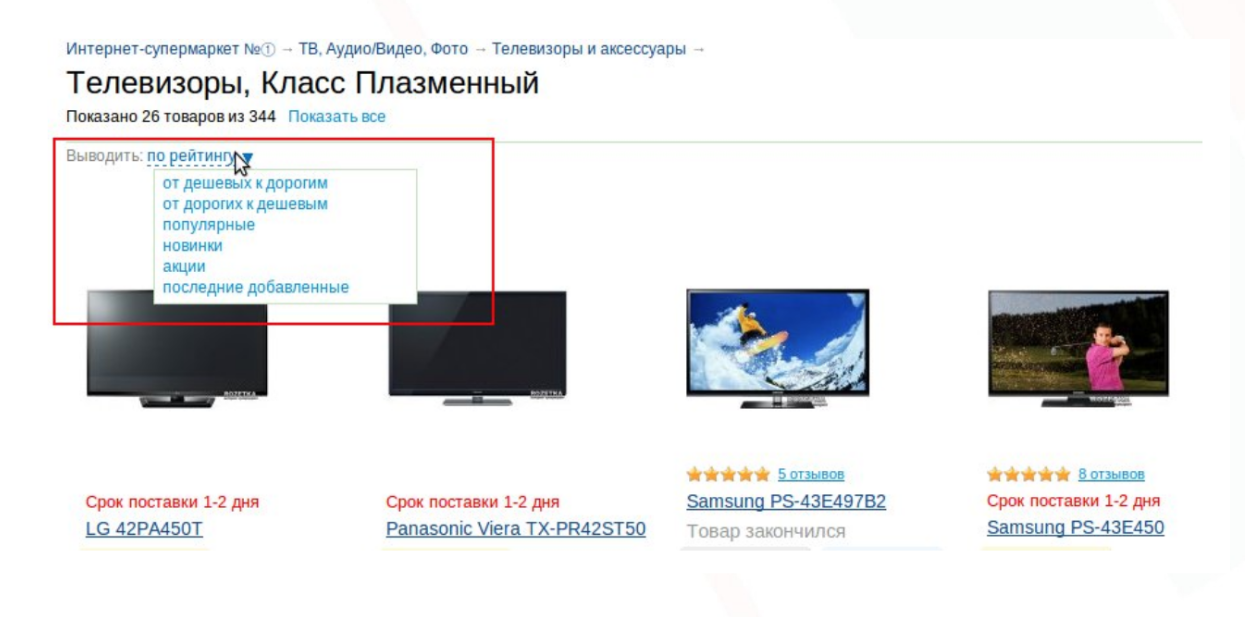 Интернет-супермаркет №① → ТВ, Аудио/Видео, Фото → Телевизоры и аксессуары →
Телевизоры, Класс Плазменный
Показано 26 товаров из 344 Показать все
Выводить: по рейтингу ▼
от дешевых к дорогим
от дорогих к дешевым
популярные
новинки
акции
последние добавленные
ROZETKA
ROZETKA
5 отзывов
8 отзывов
Срок поставки 1-2 дня
Срок поставки 1-2 дня
Samsung PS-43E497B2
Срок поставки 1-2 дня
LG 42PA450T
Panasonic Viera TX-PR42ST50
Товар закончился
Samsung PS-43E450